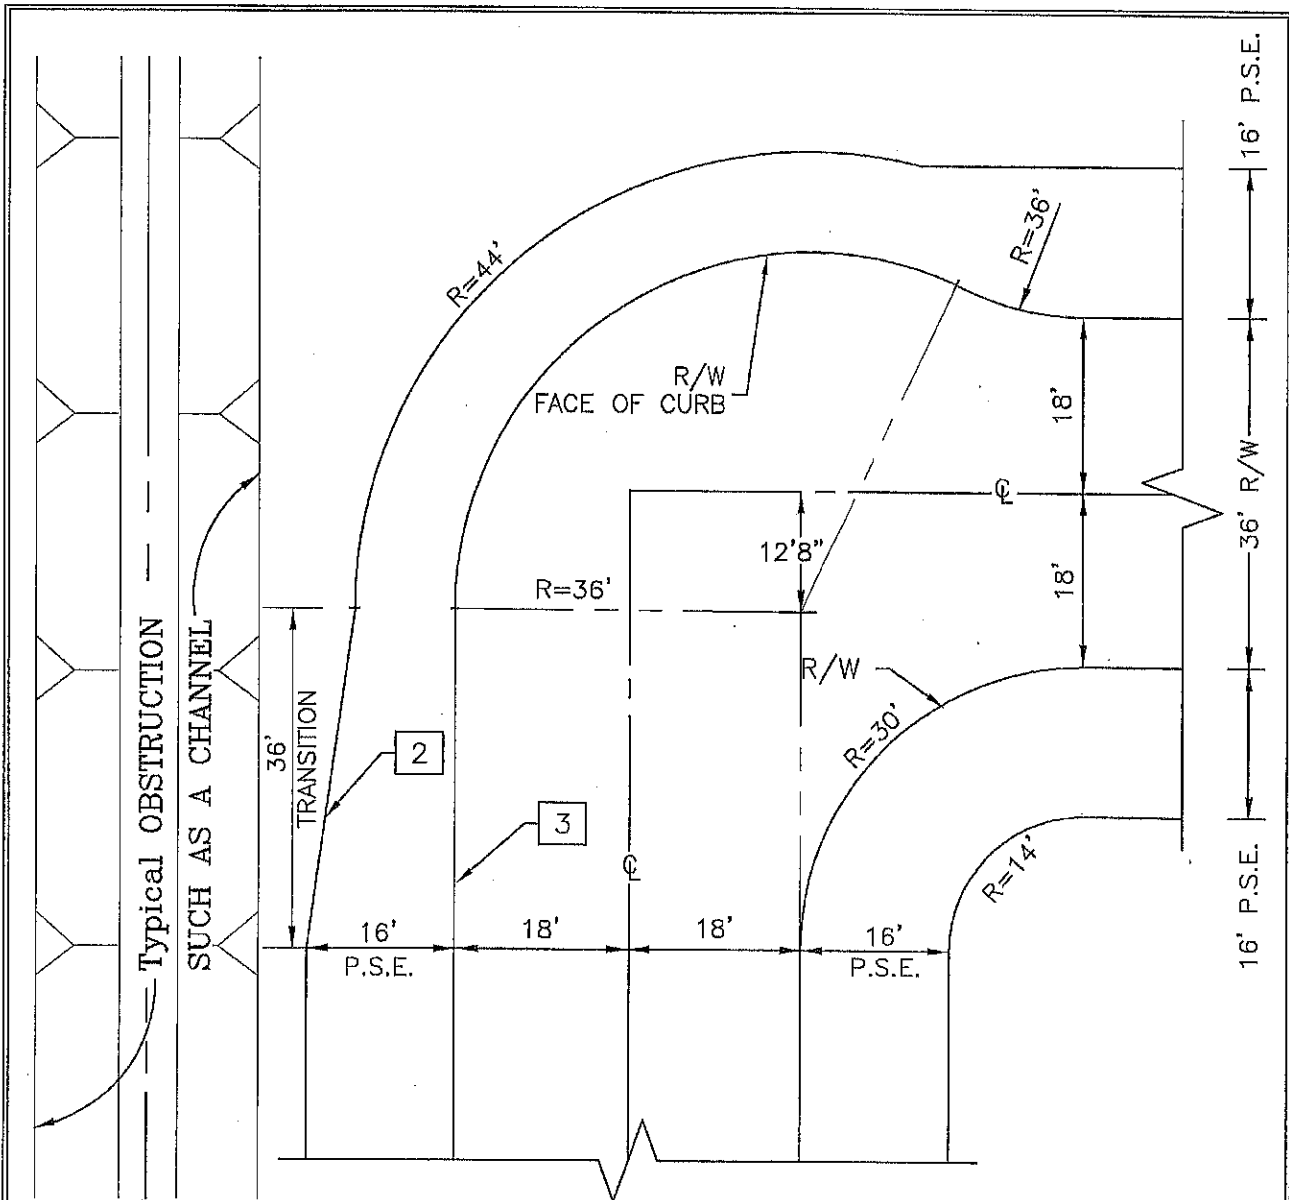 16' P.S.E.
R=44'
R=36'
R/W
FACE OF CURB
18'
36' R/W
℄
12'8"
R=36'
18'
Typical OBSTRUCTION
SUCH AS A CHANNEL
36'
TRANSITION
2
R/W
R=30'
3
℄
R=14'
16'
P.S.E.
18'
18'
16'
P.S.E.
16' P.S.E.